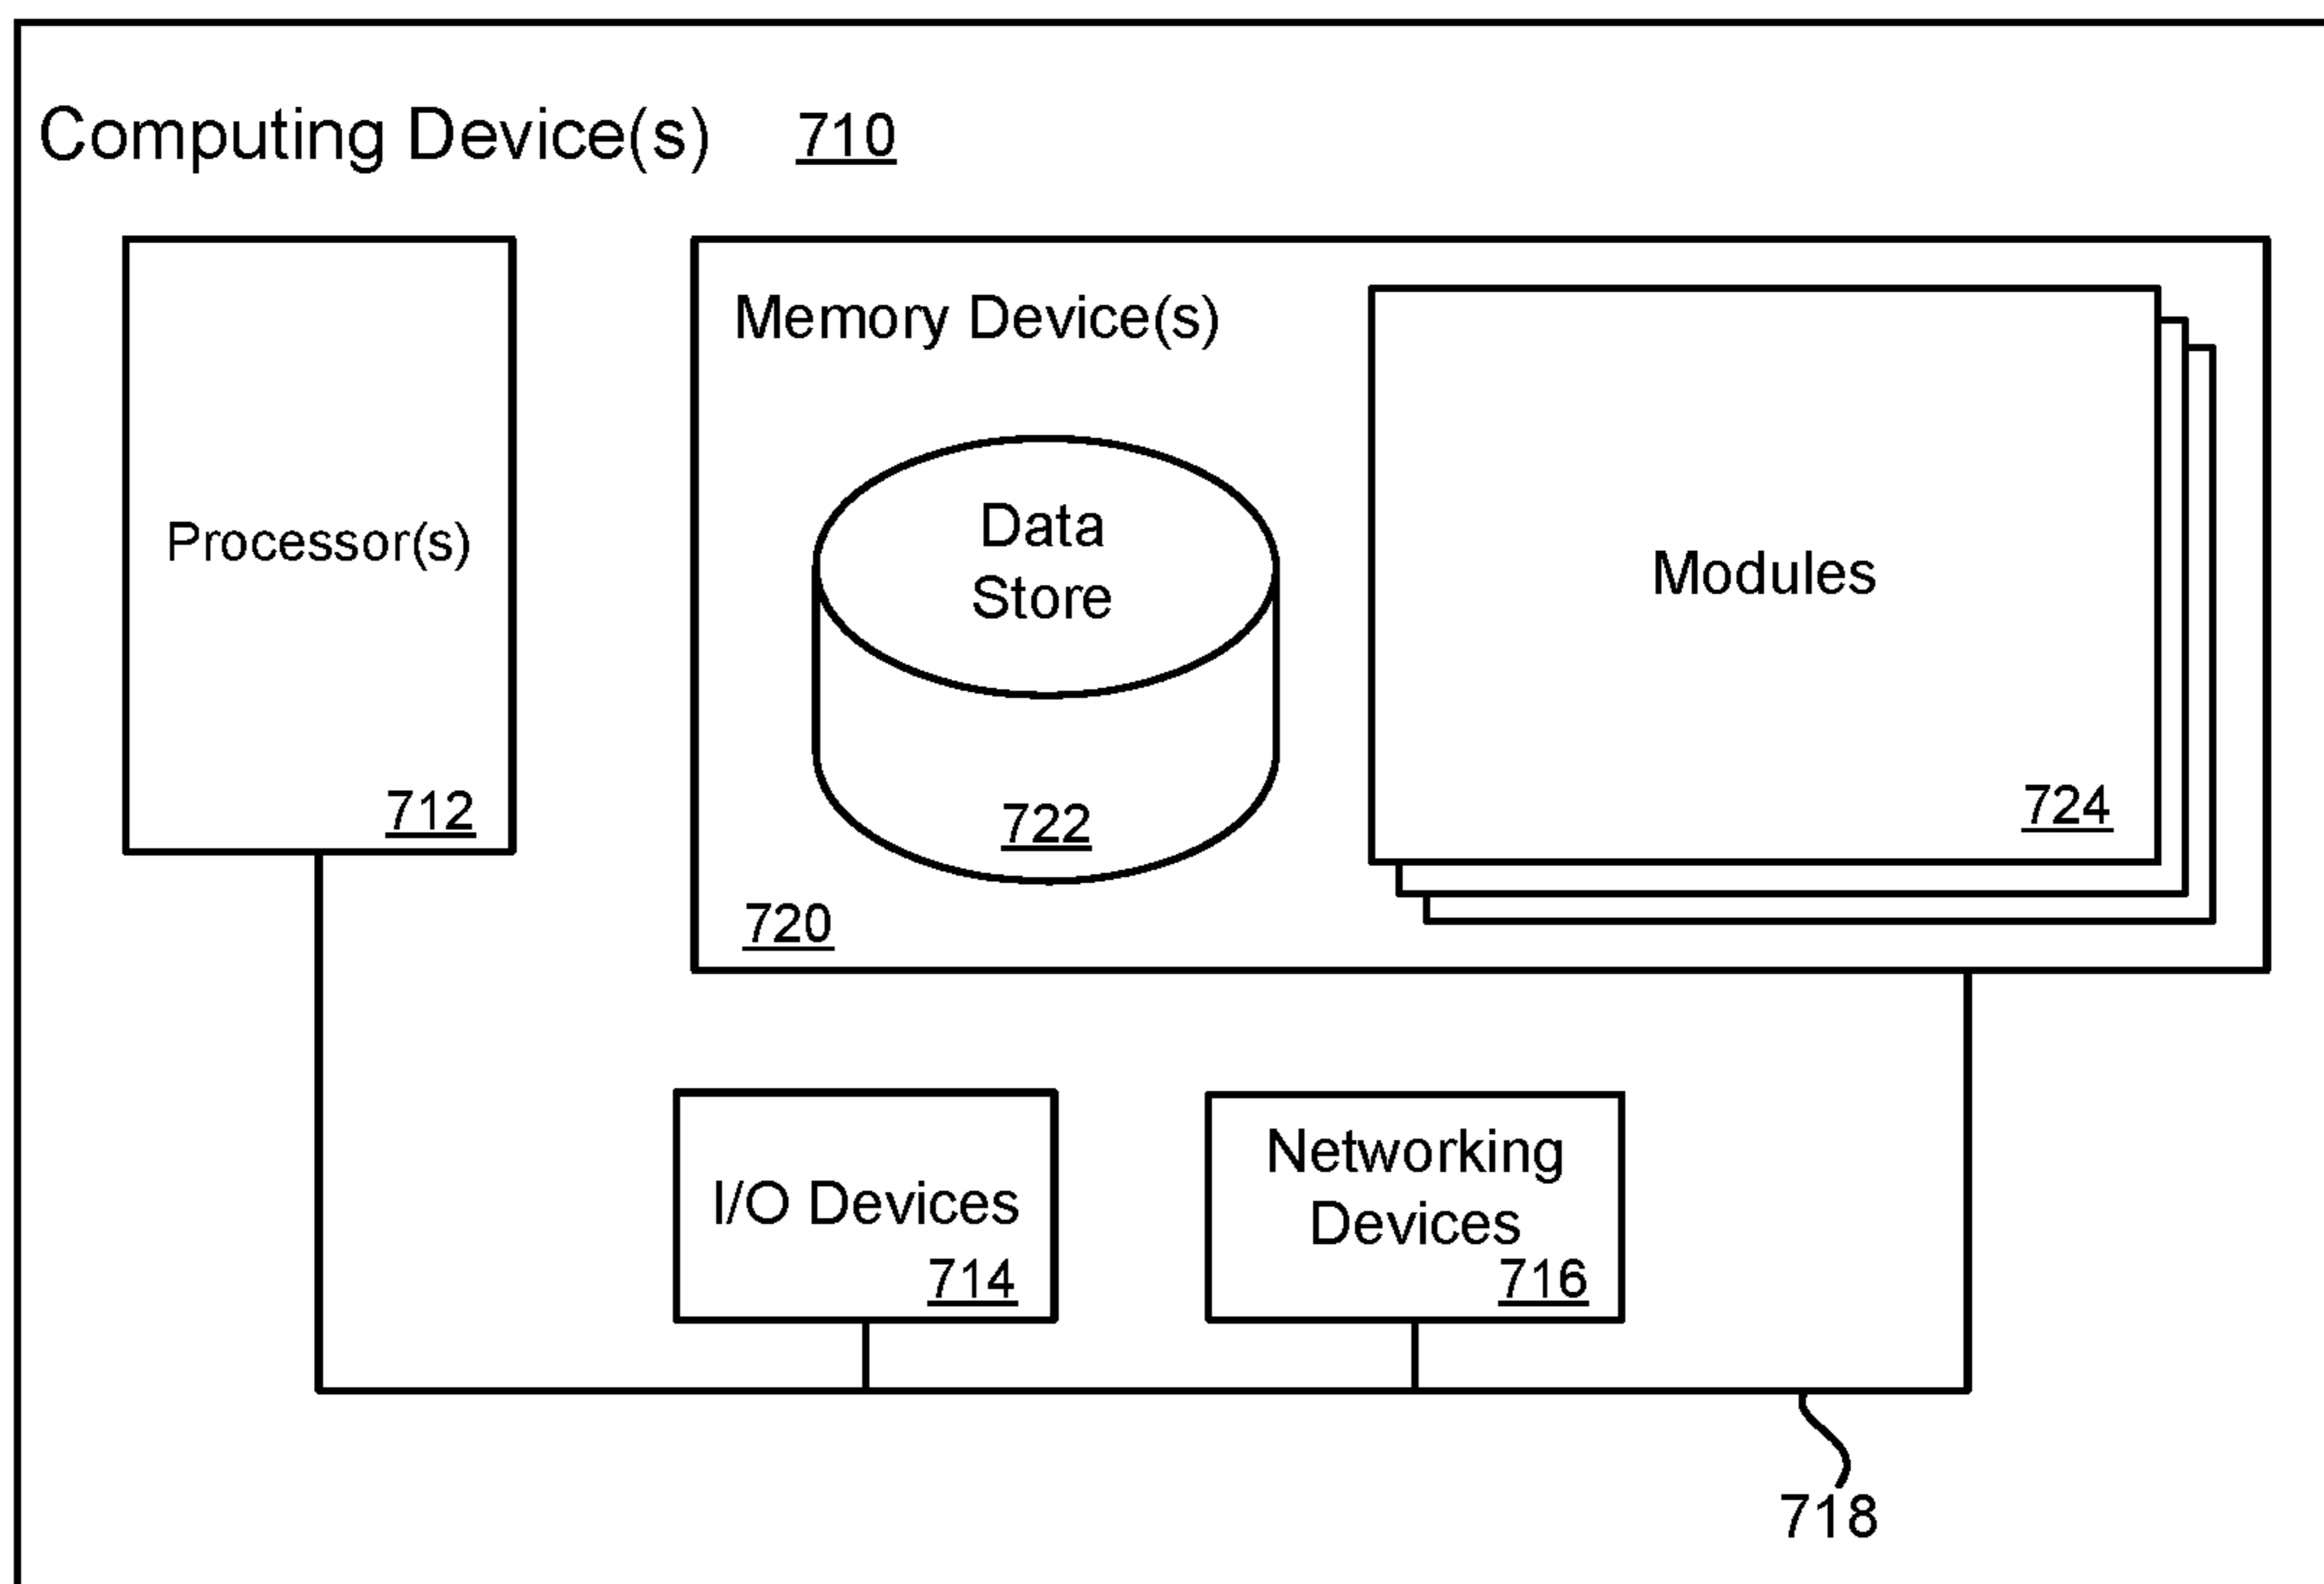 Computing Device(s) 710
Processor(s)
712
Memory Device(s)
Data
Store
722
720
Modules
724
I/O Devices
714
Networking
Devices
716
718